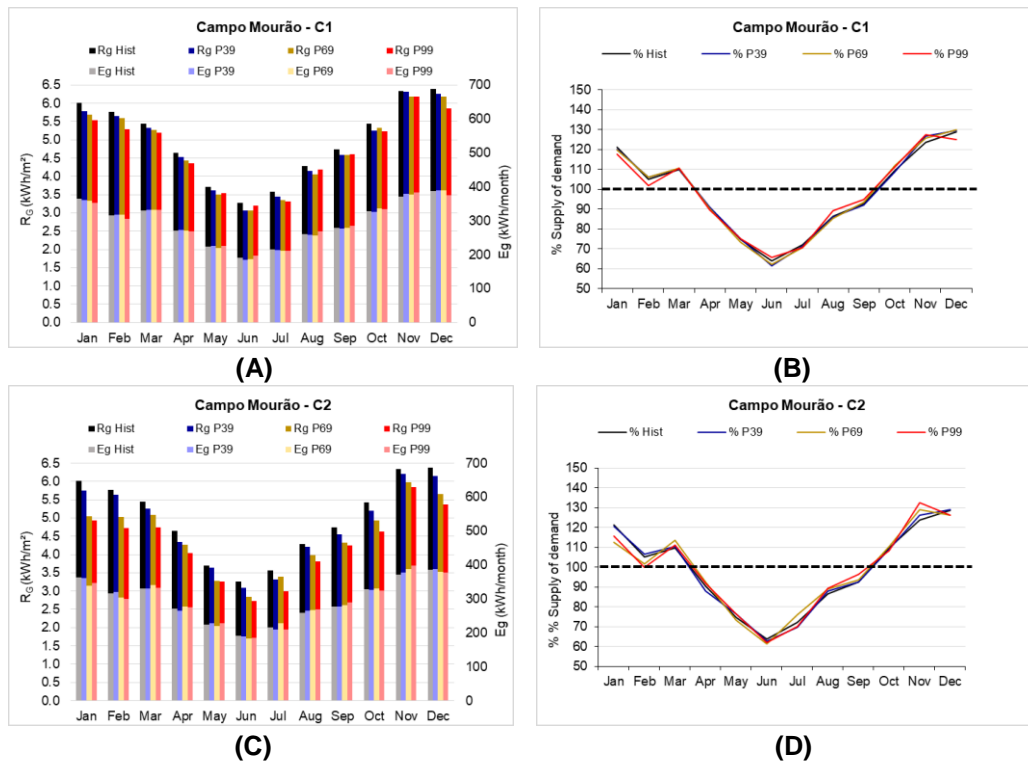 Campo Mourão - C1
Rg Hist Rg P39 Rg P69 Rg P99
Eg Hist Eg P39 Eg P69 Eg P99
6.5
6.0
5.5
5.0
4.5
4.0
3.5
3.0
2.5
2.0
1.5
1.0
0.5
0.0
RG (kWh/m²)
700
600
500
400
300
200
100
0
Eg (kWh/month)
Jan Feb Mar Apr May Jun Jul Aug Sep Oct Nov Dec
(A)
Campo Mourão - C1
% Hist % P39 % P69 % P99
150
140
130
120
110
100
90
80
70
60
50
% Supply of demand
Jan Feb Mar Apr May Jun Jul Aug Sep Oct Nov Dec
(B)
Campo Mourão - C2
Rg Hist Rg P39 Rg P69 Rg P99
Eg Hist Eg P39 Eg P69 Eg P99
6.5
6.0
5.5
5.0
4.5
4.0
3.5
3.0
2.5
2.0
1.5
1.0
0.5
0.0
RG (kWh/m²)
700
600
500
400
300
200
100
0
Eg (kWh/month)
Jan Feb Mar Apr May Jun Jul Aug Sep Oct Nov Dec
(C)
Campo Mourão - C2
% Hist % P39 % P69 % P99
150
140
130
120
110
100
90
80
70
60
50
% % Supply of demand
Jan Feb Mar Apr May Jun Jul Aug Sep Oct Nov Dec
(D)